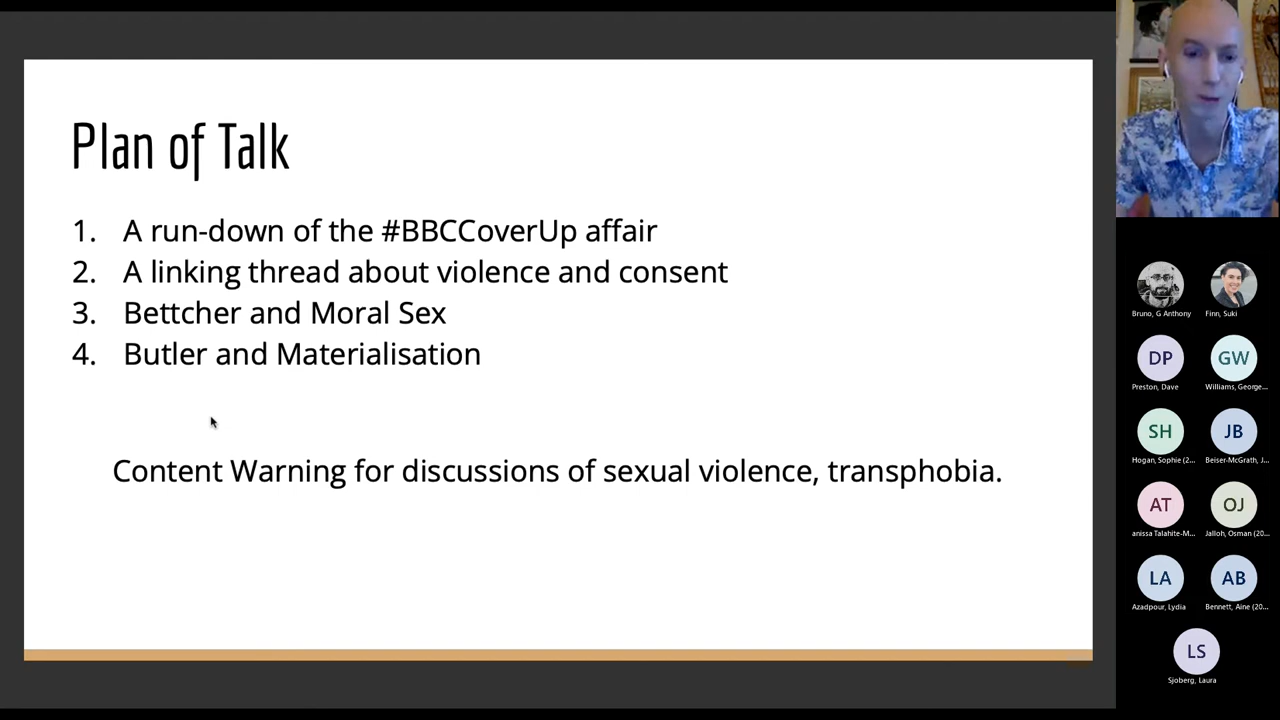 Plan of Talk
1. A run-down of the #BBCCoverUp affair
2. A linking thread about violence and consent
3. Bettcher and Moral Sex
4. Butler and Materialisation
Content Warning for discussions of sexual violence, transphobia.
Bruno, G Anthony
Finn, Suki
DP
GW
Preston, Dave
Williams, George...
SH
JB
Hogan, Sophie (2...
Beiser-McGrath, J...
AT
OJ
anissa Talahite-M...
Jalloh, Osman (20...
LA
AB
Azadpour, Lydia
Bennett, Aine (20...
LS
Sjoberg, Laura